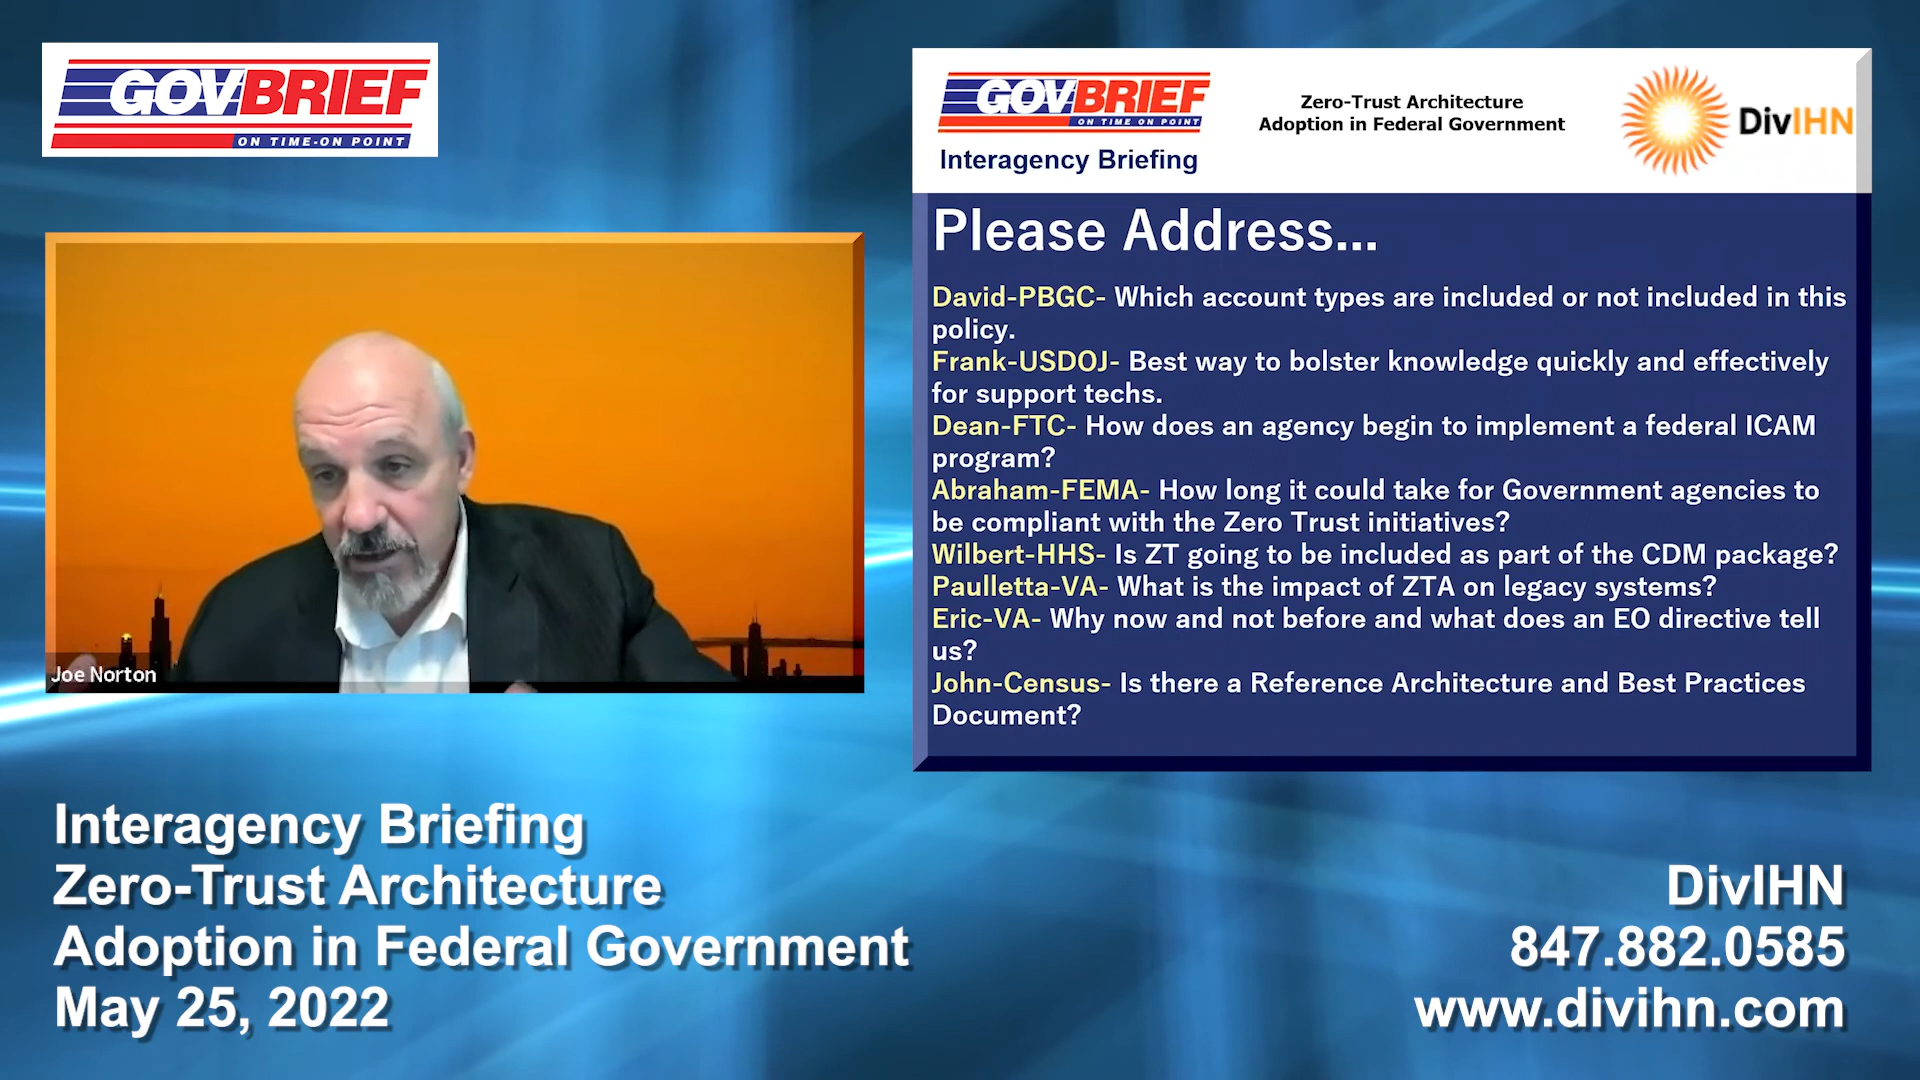 GOVBRIEF
ON TIME-ON POINT
GOVBRIEF
ON TIME ON POINT
Interagency Briefing
Zero-Trust Architecture
Adoption in Federal Government
DivIHN
Please Address...
David-PBGC- Which account types are included or not included in this
policy.
Frank-USDOJ- Best way to bolster knowledge quickly and effectively
for support techs.
Dean-FTC- How does an agency begin to implement a federal ICAM
program?
Abraham-FEMA- How long it could take for Government agencies to
be compliant with the Zero Trust initiatives?
Wilbert-HHS- Is ZT going to be included as part of the CDM package?
Paulletta-VA- What is the impact of ZTA on legacy systems?
Eric-VA- Why now and not before and what does an EO directive tell
us?
John-Census- Is there a Reference Architecture and Best Practices
Document?
Joe Norton
Interagency Briefing
Zero-Trust Architecture
Adoption in Federal Government
May 25, 2022
DivIHN
847.882.0585
www.divihn.com